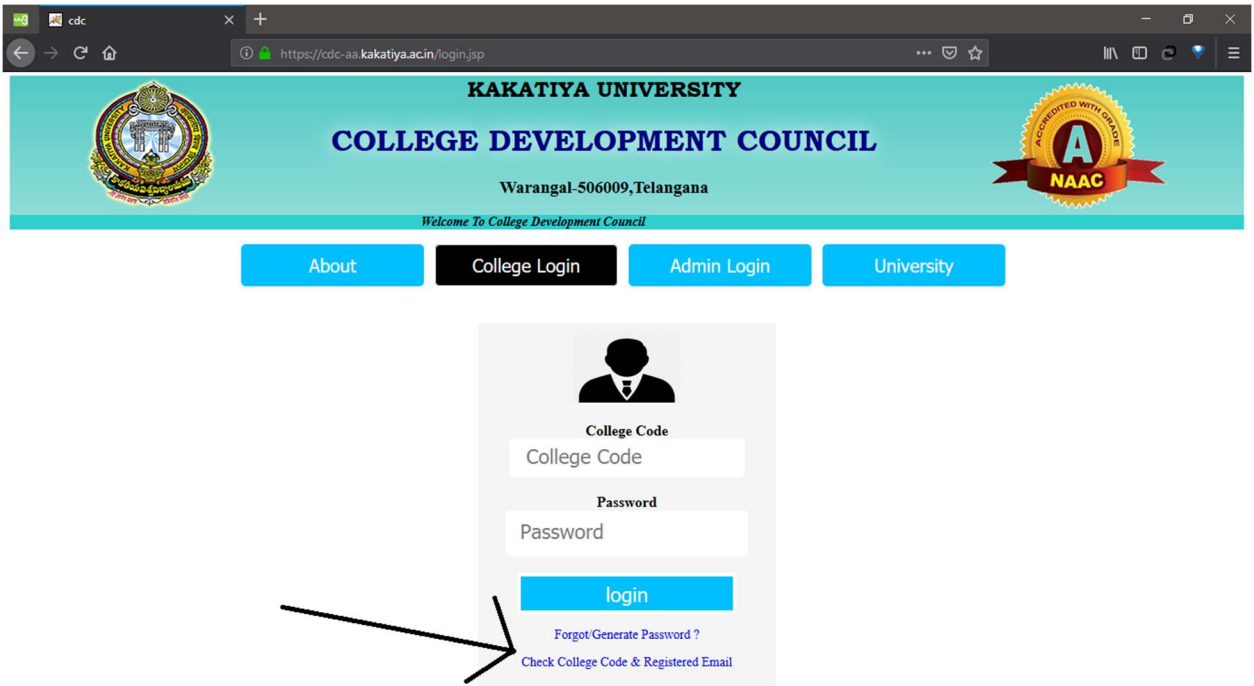 cdc
https://cdc-aa.kakatiya.ac.in/login.jsp
KAKATIYA UNIVERSITY
COLLEGE DEVELOPMENT COUNCIL
Warangal-506009,Telangana
Welcome To College Development Council
KAKATIYA UNIVERSITY
ACCREDITED WITH GRADE
A
NAAC
About
College Login
Admin Login
University
College Code
College Code
Password
Password
login
Forgot/Generate Password ?
Check College Code & Registered Email